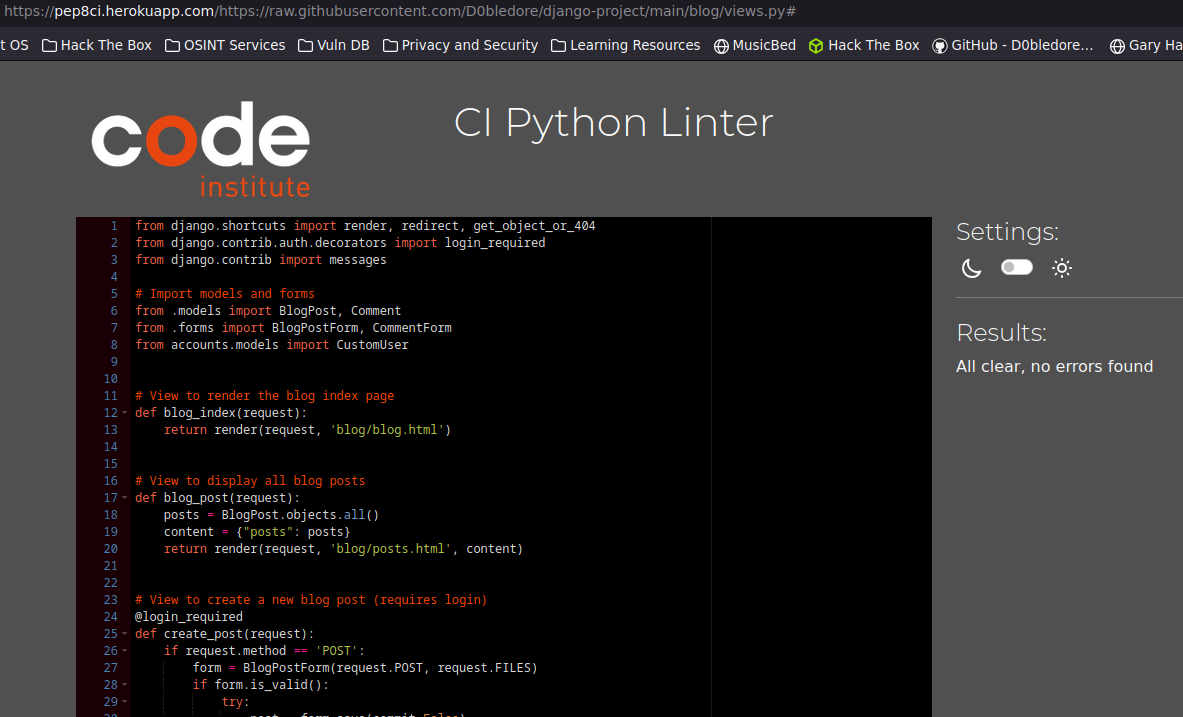 https://pep8ci.herokuapp.com/https://raw.githubusercontent.com/D0bledore/django-project/main/blog/views.py#
t OS Hack The Box OSINT Services Vuln DB Privacy and Security Learning Resources MusicBed Hack The Box GitHub - D0bledore... Gary Ha
code
institute
CI Python Linter
1 from django.shortcuts import render, redirect, get_object_or_404
2 from django.contrib.auth.decorators import login_required
3 from django.contrib import messages
4
5 # Import models and forms
6 from .models import BlogPost, Comment
7 from .forms import BlogPostForm, CommentForm
8 from accounts.models import CustomUser
9
10
11 # View to render the blog index page
12 def blog_index(request):
13     return render(request, 'blog/blog.html')
14
15
16 # View to display all blog posts
17 def blog_post(request):
18     posts = BlogPost.objects.all()
19     content = {"posts": posts}
20     return render(request, 'blog/posts.html', content)
21
22
23 # View to create a new blog post (requires login)
24 @login_required
25 def create_post(request):
26     if request.method == 'POST':
27         form = BlogPostForm(request.POST, request.FILES)
28         if form.is_valid():
29             try:
30                 post = form.save(commit=False)
Settings:
Results:
All clear, no errors found